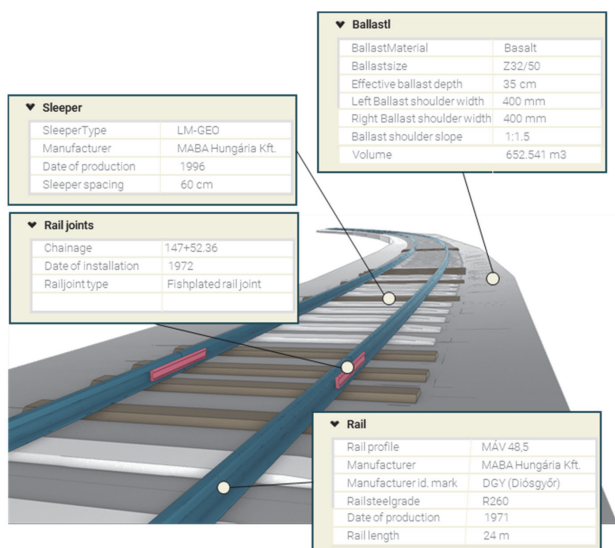 Ballastl
BallastMaterial Basalt
Ballastsize Z32/50
Effective ballast depth 35 cm
Left Ballast shoulder width 400 mm
Right Ballast shoulder width 400 mm
Ballast shoulder slope 1:1.5
Volume 652.541 m3
Sleeper
SleeperType LM-GEO
Manufacturer MABA Hungária Kft.
Date of production 1996
Sleeper spacing 60 cm
Rail joints
Chainage 147+52.36
Date of installation 1972
Railjoint type Fishplated rail joint
Rail
Rail profile MÁV 48,5
Manufacturer MABA Hungária Kft.
Manufacturer id. mark DGY (Diósgyőr)
Railsteelgrade R260
Date of production 1971
Rail length 24 m